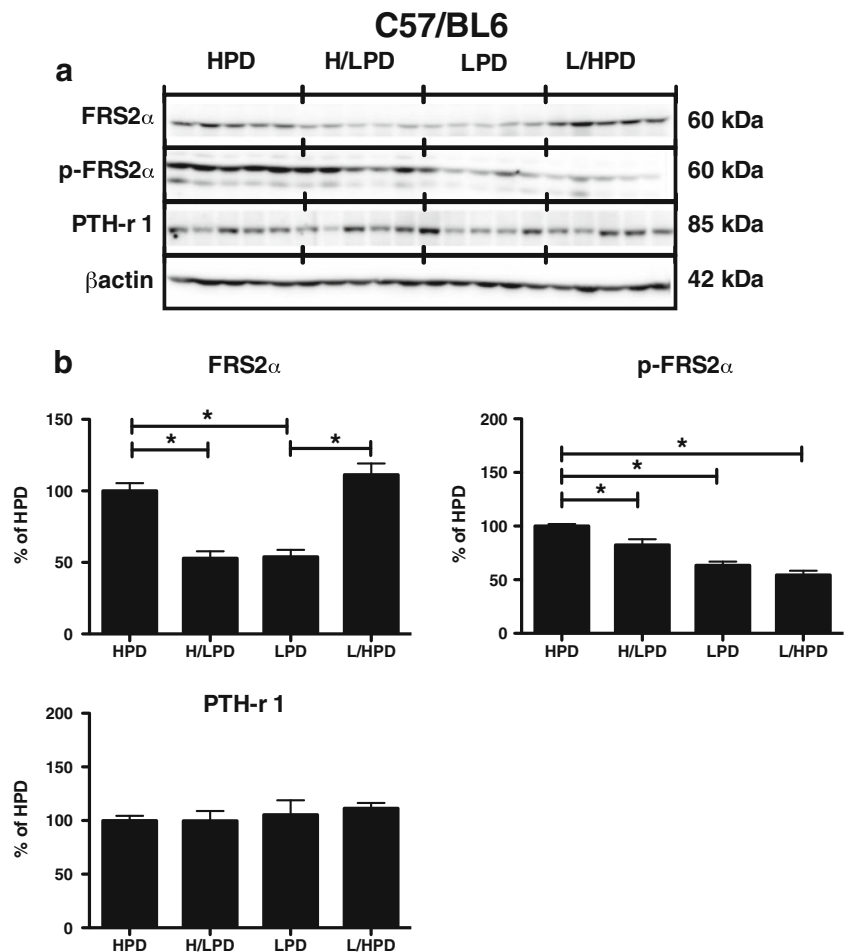 C57/BL6
a
HPD H/LPD LPD L/HPD
FRS2α 60 kDa
p-FRS2α 60 kDa
PTH-r 1 85 kDa
βactin 42 kDa
b
FRS2α
% of HPD
150
100
50
0
* * *
HPD H/LPD LPD L/HPD
p-FRS2α
% of HPD
200
150
100
50
0
* * *
HPD H/LPD LPD L/HPD
PTH-r 1
% of HPD
200
150
100
50
0
HPD H/LPD LPD L/HPD